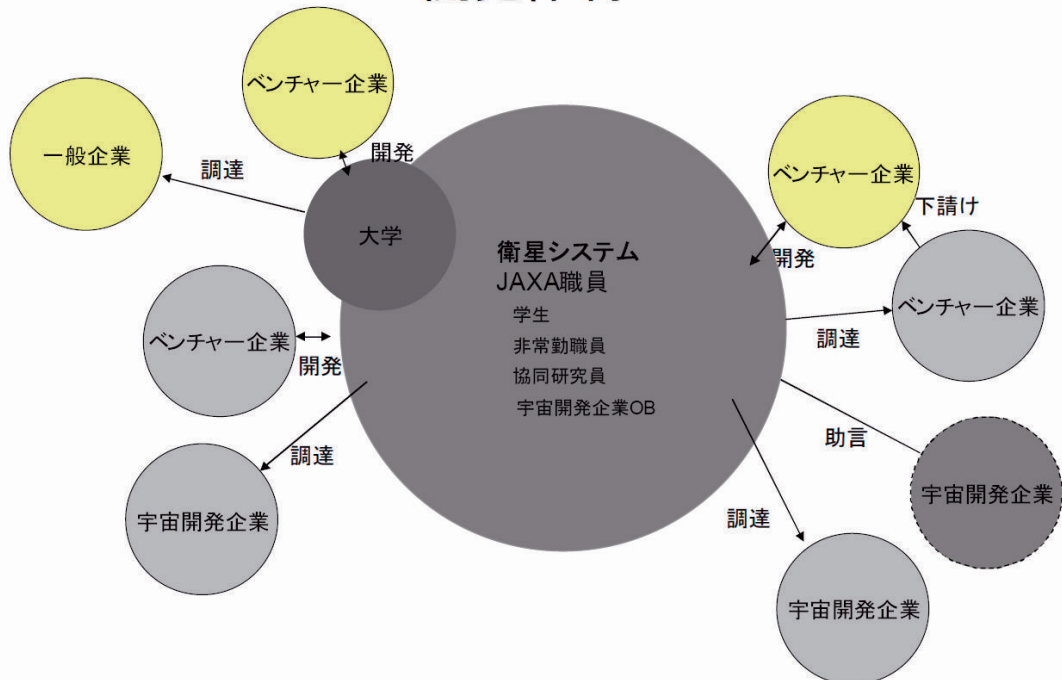 ベンチャー企業
一般企業
調達
開発
大学
ベンチャー企業
開発
調達
宇宙開発企業
衛星システム
JAXA職員
学生
非常勤職員
協同研究員
宇宙開発企業OB
ベンチャー企業
下請け
開発
ベンチャー企業
調達
助言
宇宙開発企業
調達
宇宙開発企業